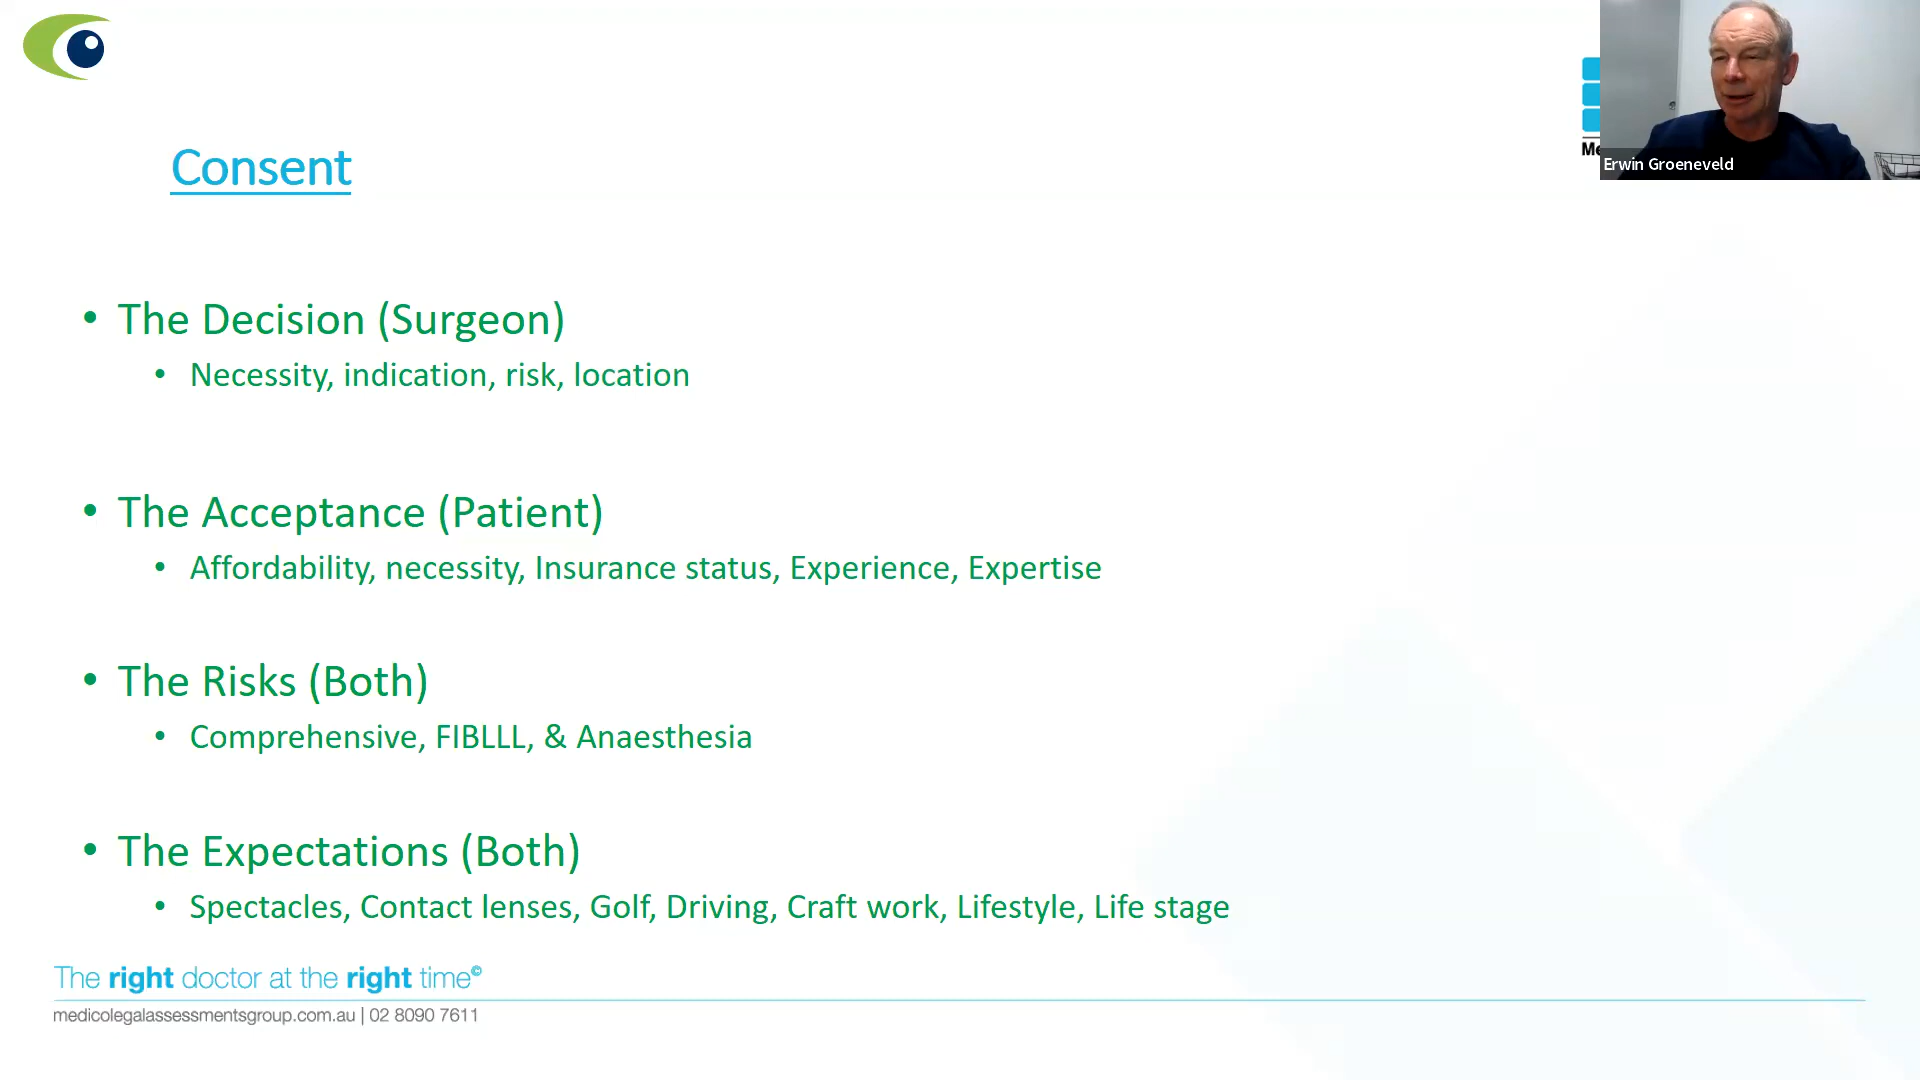 Me
Erwin Groeneveld
Consent
• The Decision (Surgeon)
• Necessity, indication, risk, location
• The Acceptance (Patient)
• Affordability, necessity, Insurance status, Experience, Expertise
• The Risks (Both)
• Comprehensive, FIBLLL, & Anaesthesia
• The Expectations (Both)
• Spectacles, Contact lenses, Golf, Driving, Craft work, Lifestyle, Life stage
The right doctor at the right time©
medicolegalassessmentsgroup.com.au | 02 8090 7611